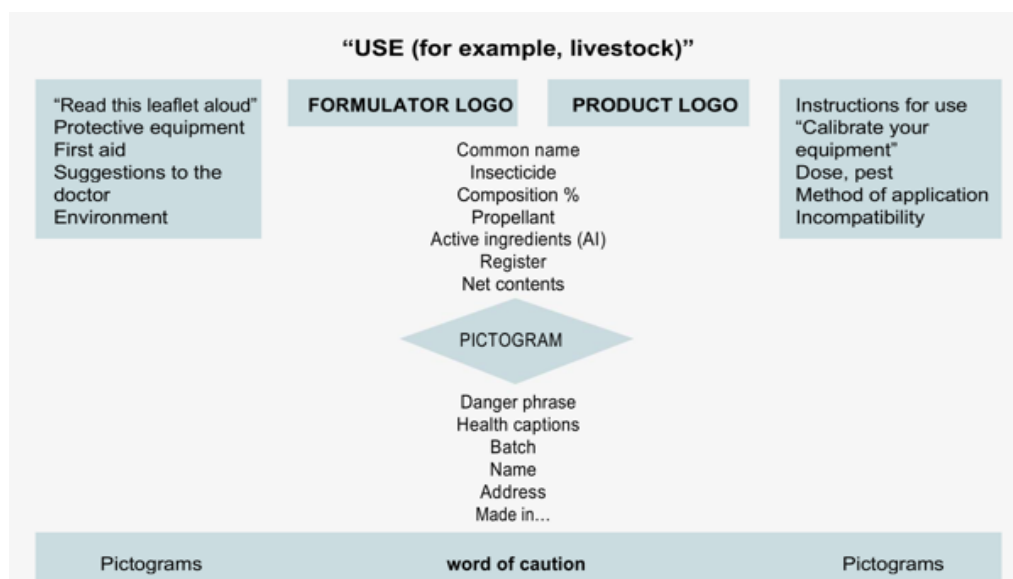 “USE (for example, livestock)”
“Read this leaflet aloud”
Protective equipment
First aid
Suggestions to the
doctor
Environment
FORMULATOR LOGO
PRODUCT LOGO
Common name
Insecticide
Composition %
Propellant
Active ingredients (AI)
Register
Net contents
Instructions for use
“Calibrate your
equipment”
Dose, pest
Method of application
Incompatibility
PICTOGRAM
Danger phrase
Health captions
Batch
Name
Address
Made in…
Pictograms
word of caution
Pictograms